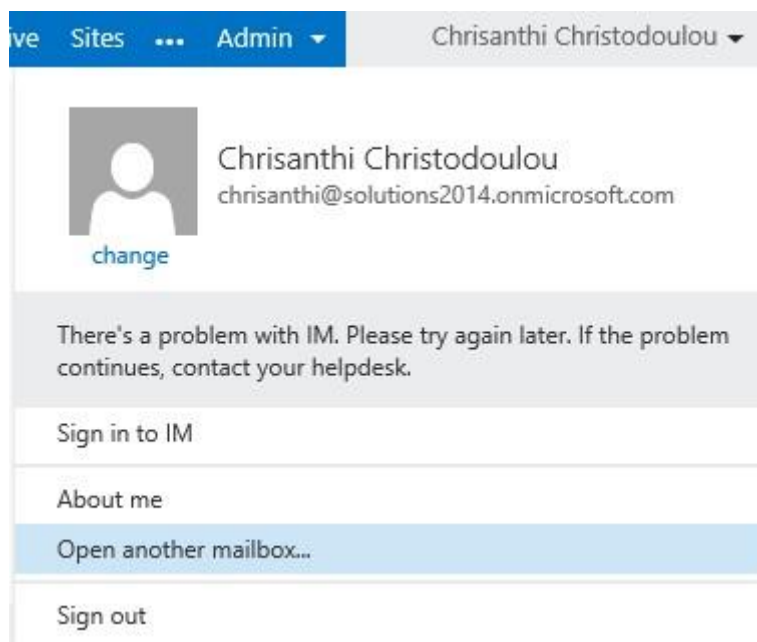 ive Sites ... Admin Chrisanthi Christodoulou
Chrisanthi Christodoulou
chrisanthi@solutions2014.onmicrosoft.com
change
There's a problem with IM. Please try again later. If the problem
continues, contact your helpdesk.
Sign in to IM
About me
Open another mailbox...
Sign out